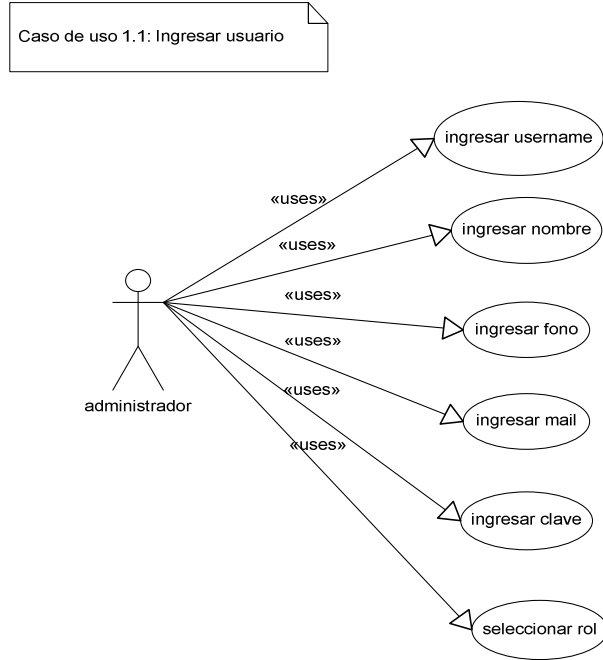 Caso de uso 1.1: Ingresar usuario
ingresar username
«uses»
ingresar nombre
«uses»
«uses»
ingresar fono
«uses»
«uses»
administrador
ingresar mail
«uses»
ingresar clave
seleccionar rol